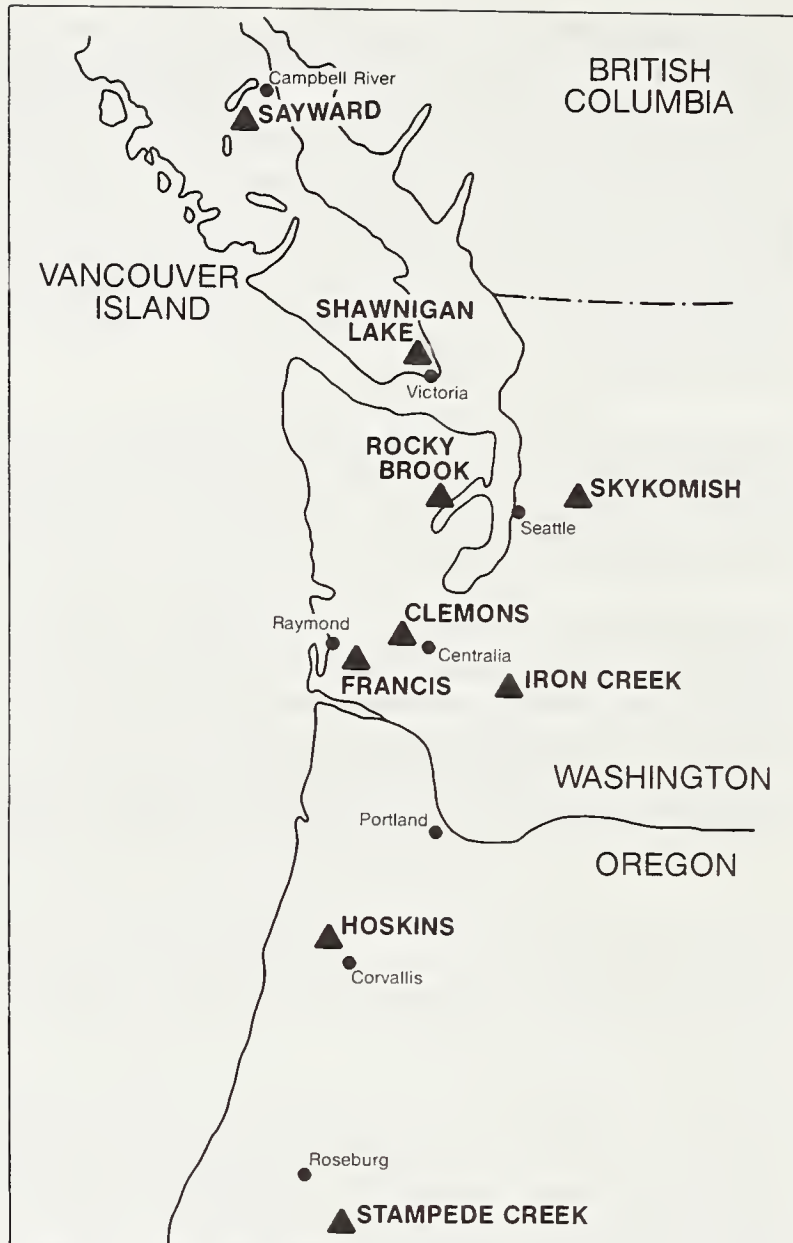 Campbell River
BRITISH
COLUMBIA
SAYWARD
VANCOUVER
ISLAND
SHAWNIGAN
LAKE
Victoria
ROCKY
BROOK
SKYKOMISH
Seattle
CLEMONS
Raymond
Centralia
FRANCIS
IRON CREEK
WASHINGTON
Portland
OREGON
HOSKINS
Corvallis
Roseburg
STAMPEDE CREEK